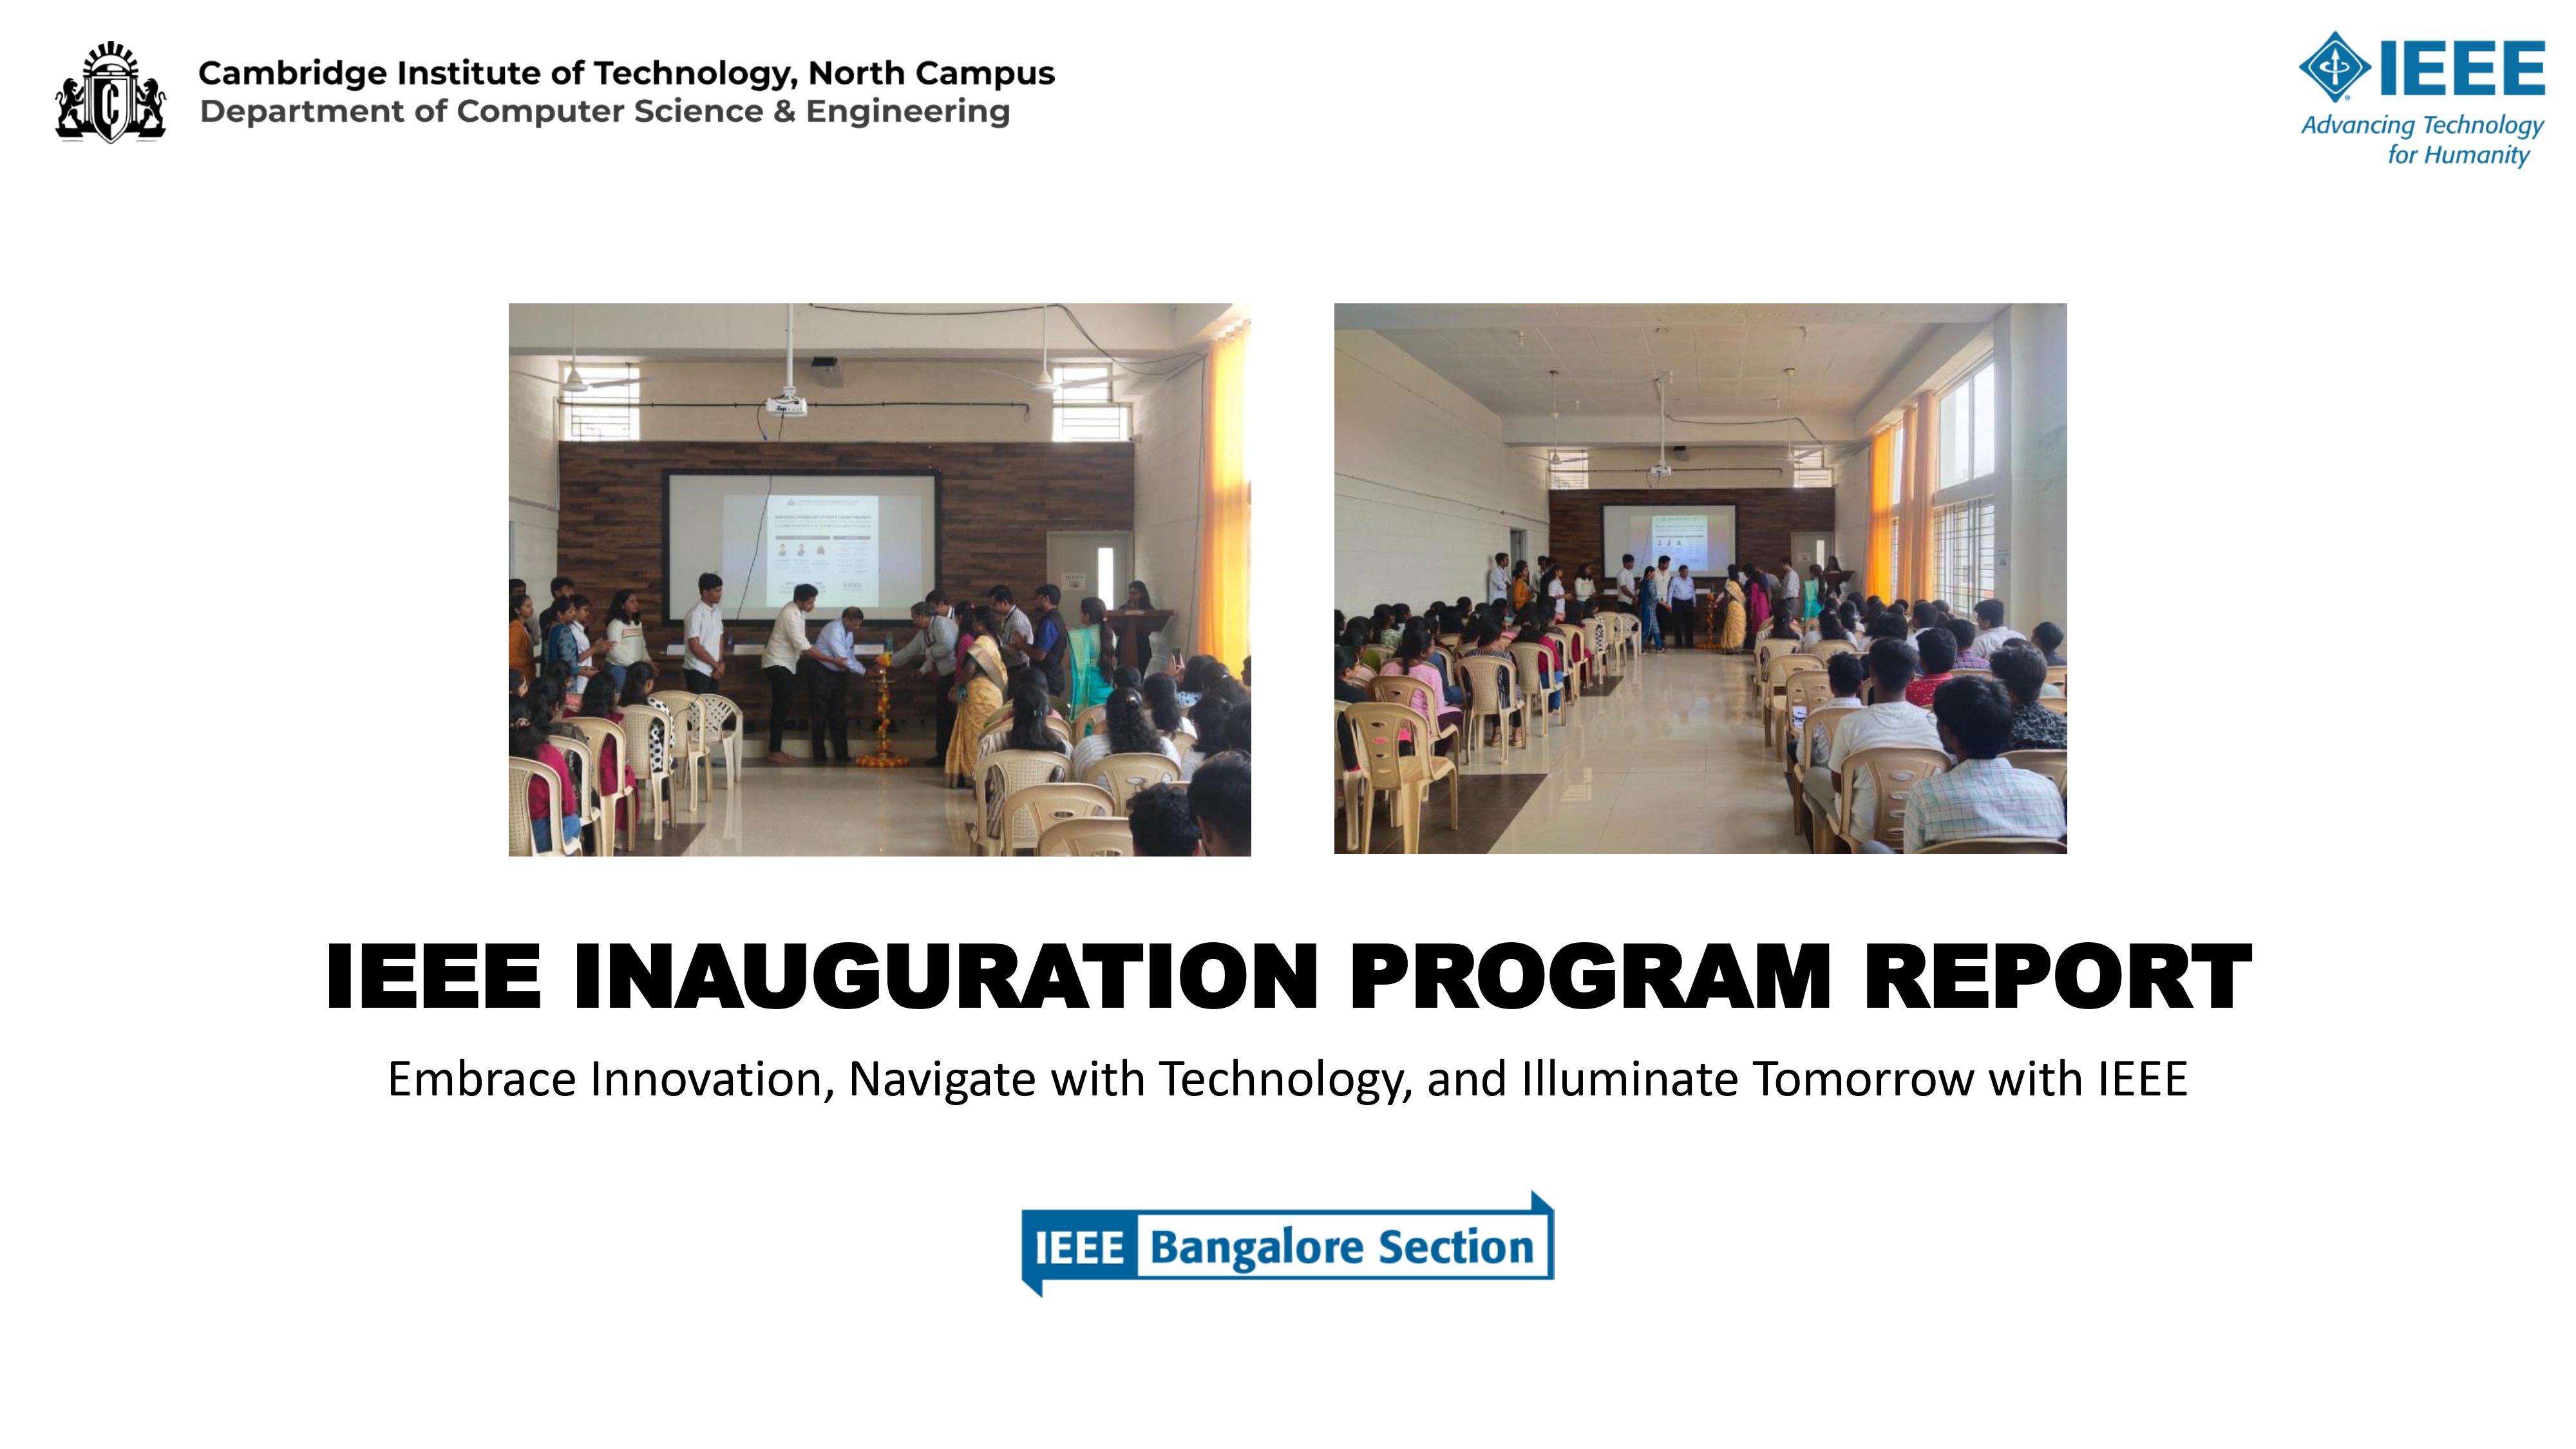 Cambridge Institute of Technology, North Campus
Department of Computer Science & Engineering
IEEE
Advancing Technology
for Humanity
IEEE INAUGURATION PROGRAM REPORT
Embrace Innovation, Navigate with Technology, and Illuminate Tomorrow with IEEE
IEEE Bangalore Section